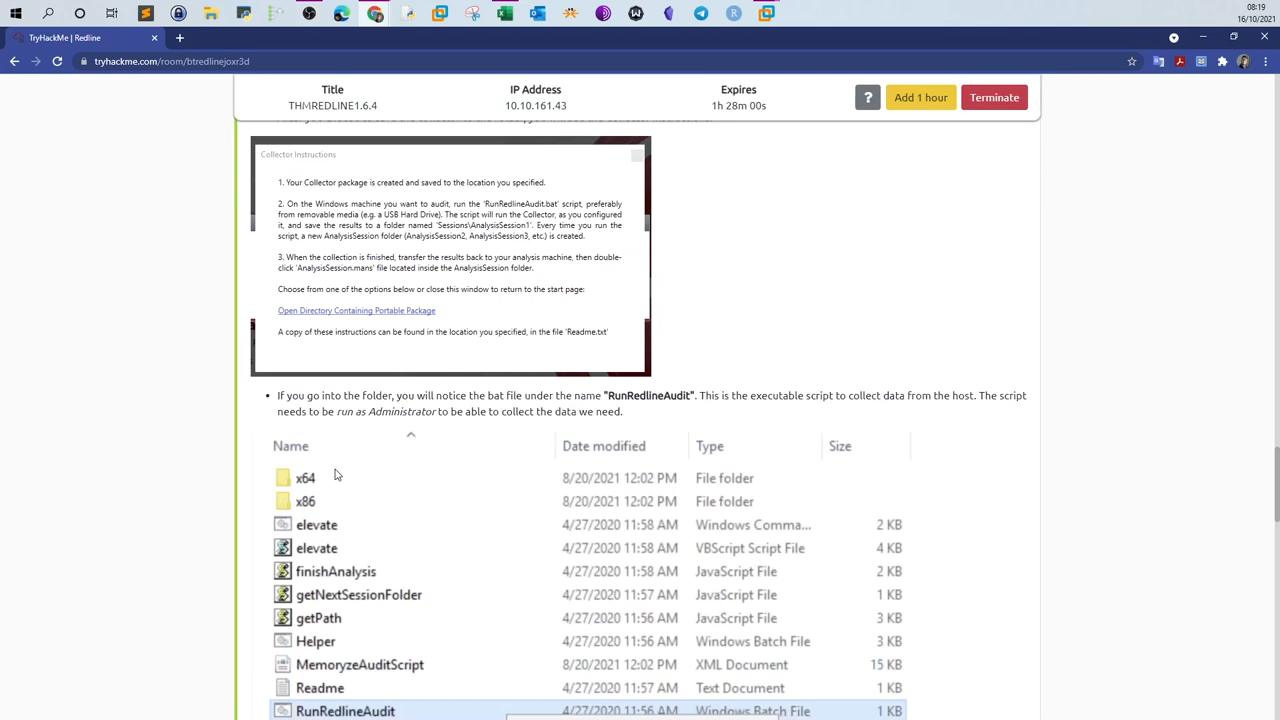 08:19
16/10/2021
TryHackMe | Redline
tryhackme.com/room/btredlinejoxr3d
Title IP Address Expires
THMREDLINE1.6.4 10.10.161.43 1h 28m 00s
? Add 1 hour Terminate
Collector Instructions
1. Your Collector package is created and saved to the location you specified.
2. On the Windows machine you want to audit, run the 'RunRedlineAudit.bat' script, preferably
from removable media (e.g. a USB Hard Drive). The script will run the Collector, as you configured
it, and save the results to a folder named 'Sessions\AnalysisSession1'. Every time you run the
script, a new AnalysisSession folder (AnalysisSession2, AnalysisSession3, etc.) is created.
3. When the collection is finished, transfer the results back to your analysis machine, then double-
click 'AnalysisSession.mans' file located inside the AnalysisSession folder.
Choose from one of the options below or close this window to return to the start page:
Open Directory Containing Portable Package
A copy of these instructions can be found in the location you specified, in the file 'Readme.txt'
If you go into the folder, you will notice the bat file under the name "RunRedlineAudit". This is the executable script to collect data from the host. The script
needs to be run as Administrator to be able to collect the data we need.
Name Date modified Type Size
x64 8/20/2021 12:02 PM File folder
x86 8/20/2021 12:02 PM File folder
elevate 4/27/2020 11:58 AM Windows Comma... 2 KB
elevate 4/27/2020 11:58 AM VBScript Script File 4 KB
finishAnalysis 4/27/2020 11:58 AM JavaScript File 2 KB
getNextSessionFolder 4/27/2020 11:57 AM JavaScript File 1 KB
getPath 4/27/2020 11:56 AM JavaScript File 3 KB
Helper 4/27/2020 11:56 AM Windows Batch File 3 KB
MemoryzeAuditScript 8/20/2021 12:02 PM XML Document 15 KB
Readme 4/27/2020 11:57 AM Text Document 1 KB
RunRedlineAudit 4/27/2020 11:56 AM Windows Batch File 1 KB